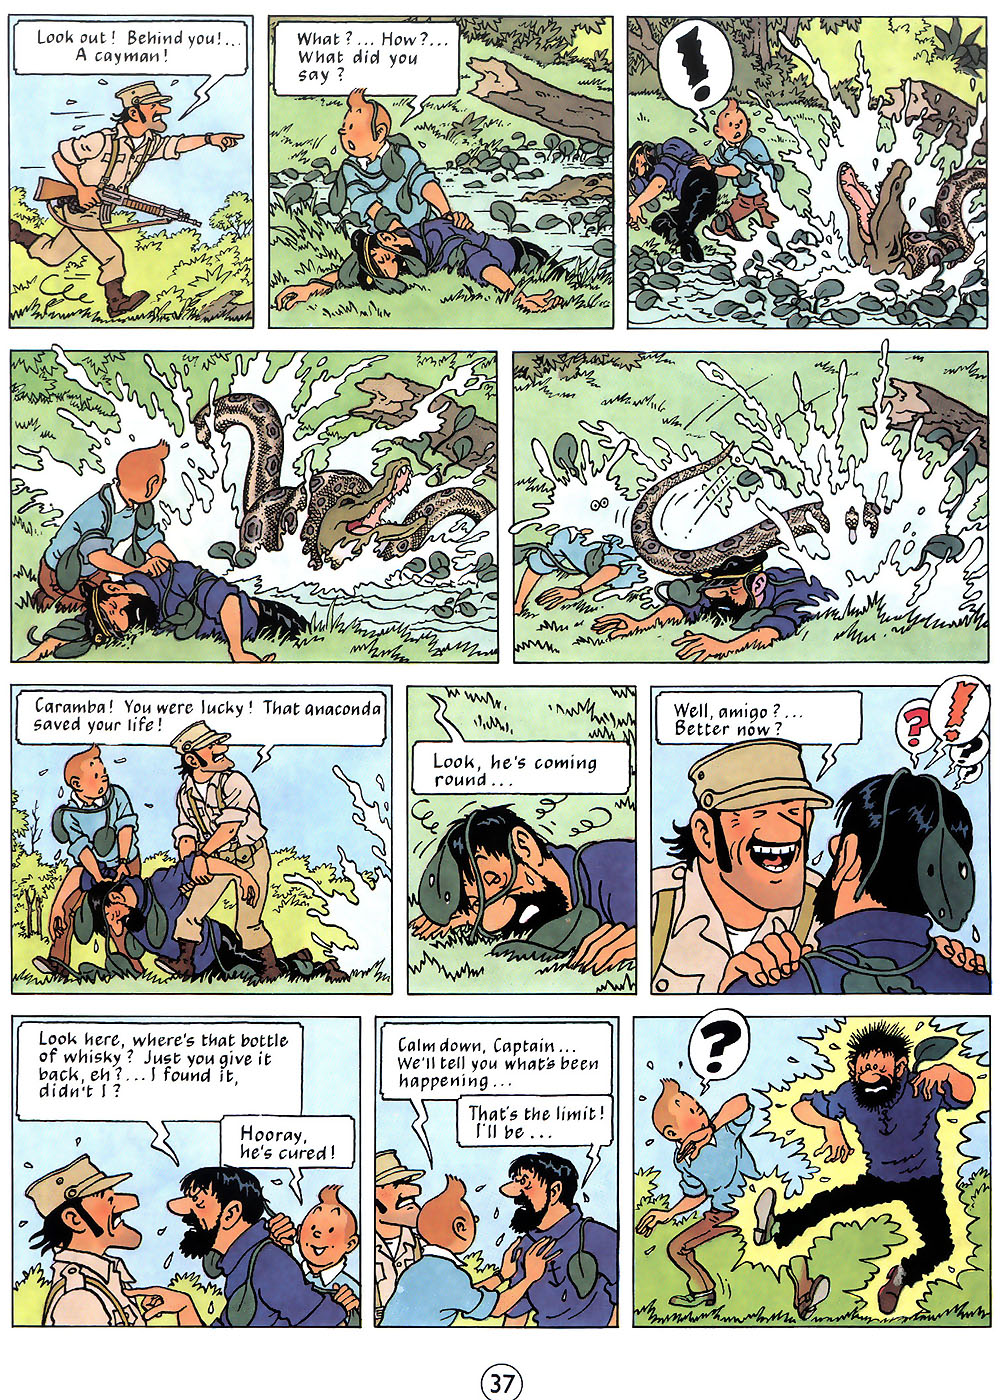 Look out! Behind you!...
A cayman!
What?... How?...
What did you
say?
!
Caramba! You were lucky! That anaconda
saved your life!
Look, he's coming
round...
Well, amigo?...
Better now?
?
!
?
Look here, where's that bottle
of whisky? Just you give it
back, eh?... I found it,
didn't I?
Hooray,
he's cured!
Calm down, Captain...
We'll tell you what's been
happening...
That's the limit!
I'll be...
?
37